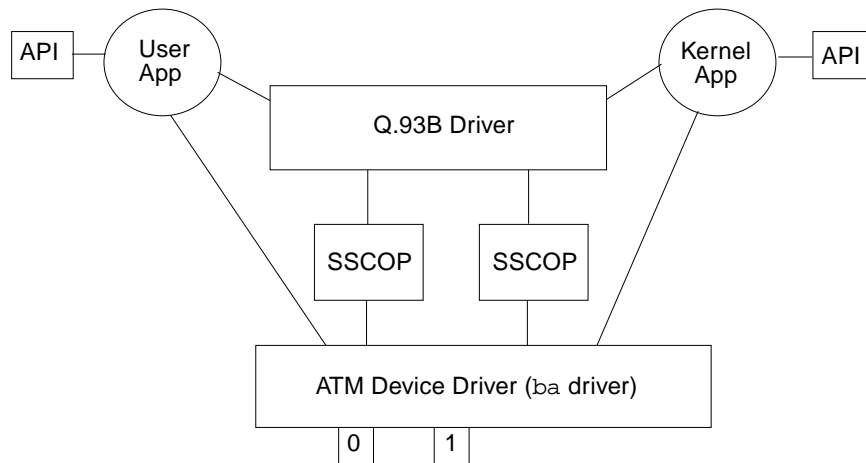 API
User
App
Kernel
App
API
Q.93B Driver
SSCOP
SSCOP
ATM Device Driver (ba driver)
0
1